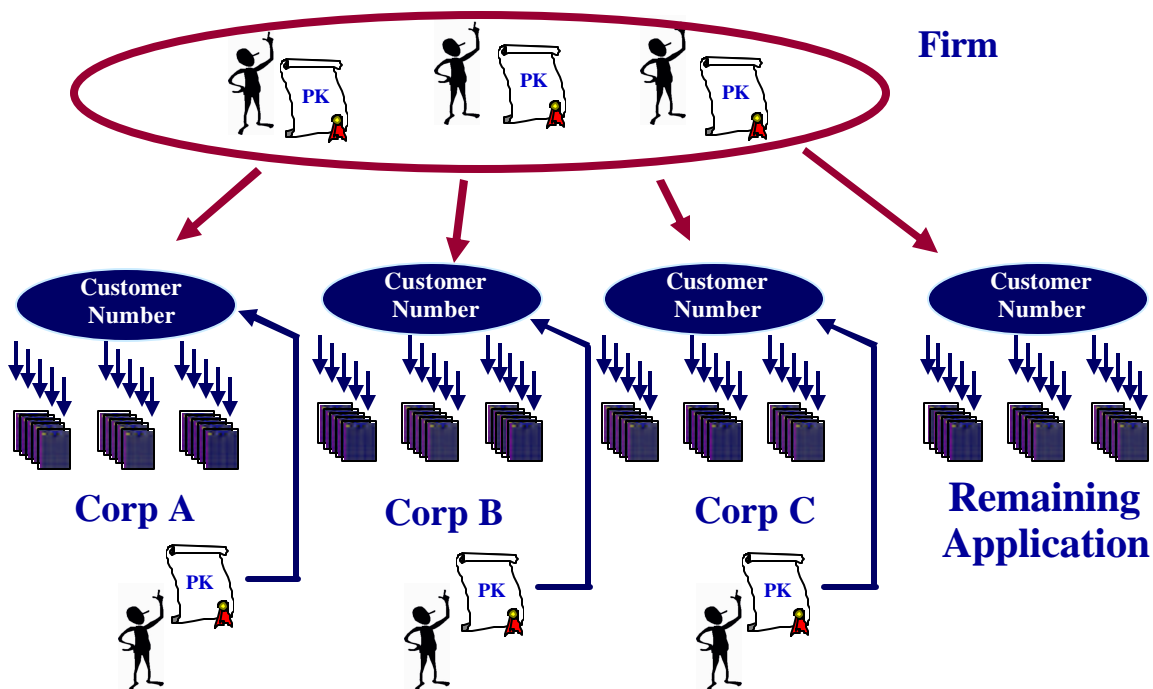 Firm
PK
PK
PK
Customer
Number
Customer
Number
Customer
Number
Customer
Number
Corp A
Corp B
Corp C
Remaining
Application
PK
PK
PK